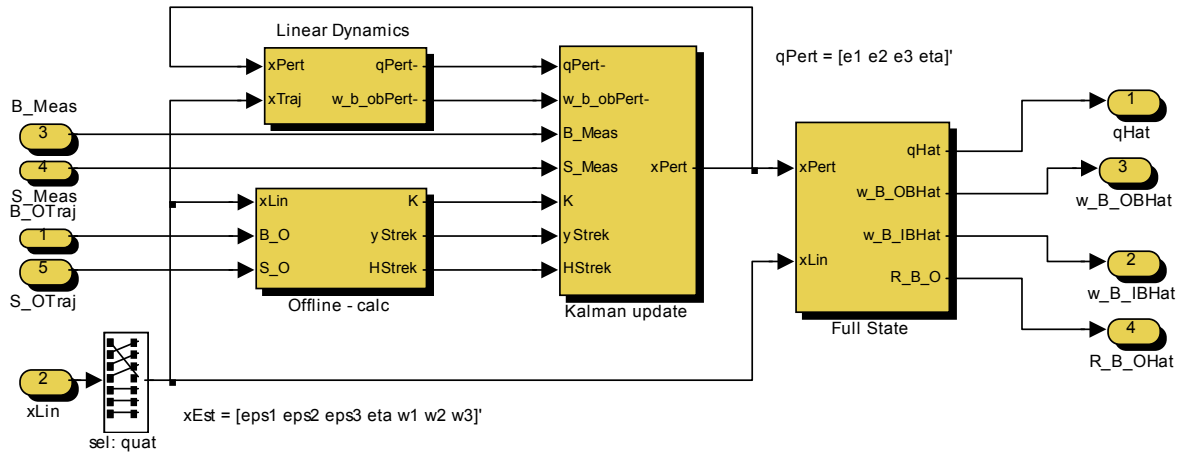 Linear Dynamics
xPert
qPert-
xTraj
w_b_obPert-
qPert-
w_b_obPert-
B_Meas
S_Meas
xPert
K
y Strek
HStrek
Kalman update
qPert = [e1 e2 e3 eta]'
B_Meas
3
4
S_Meas
B_OTraj
1
5
S_OTraj
xLin
K
B_O
y Strek
S_O
HStrek
Offline - calc
xPert
qHat
w_B_OBHat
w_B_IBHat
xLin
R_B_O
Full State
1
qHat
3
w_B_OBHat
2
w_B_IBHat
4
R_B_OHat
2
xLin
sel: quat
xEst = [eps1 eps2 eps3 eta w1 w2 w3]'